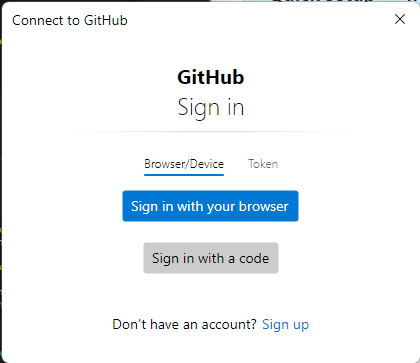 Connect to GitHub
GitHub
Sign in
Browser/Device Token
Sign in with your browser
Sign in with a code
Don't have an account? Sign up